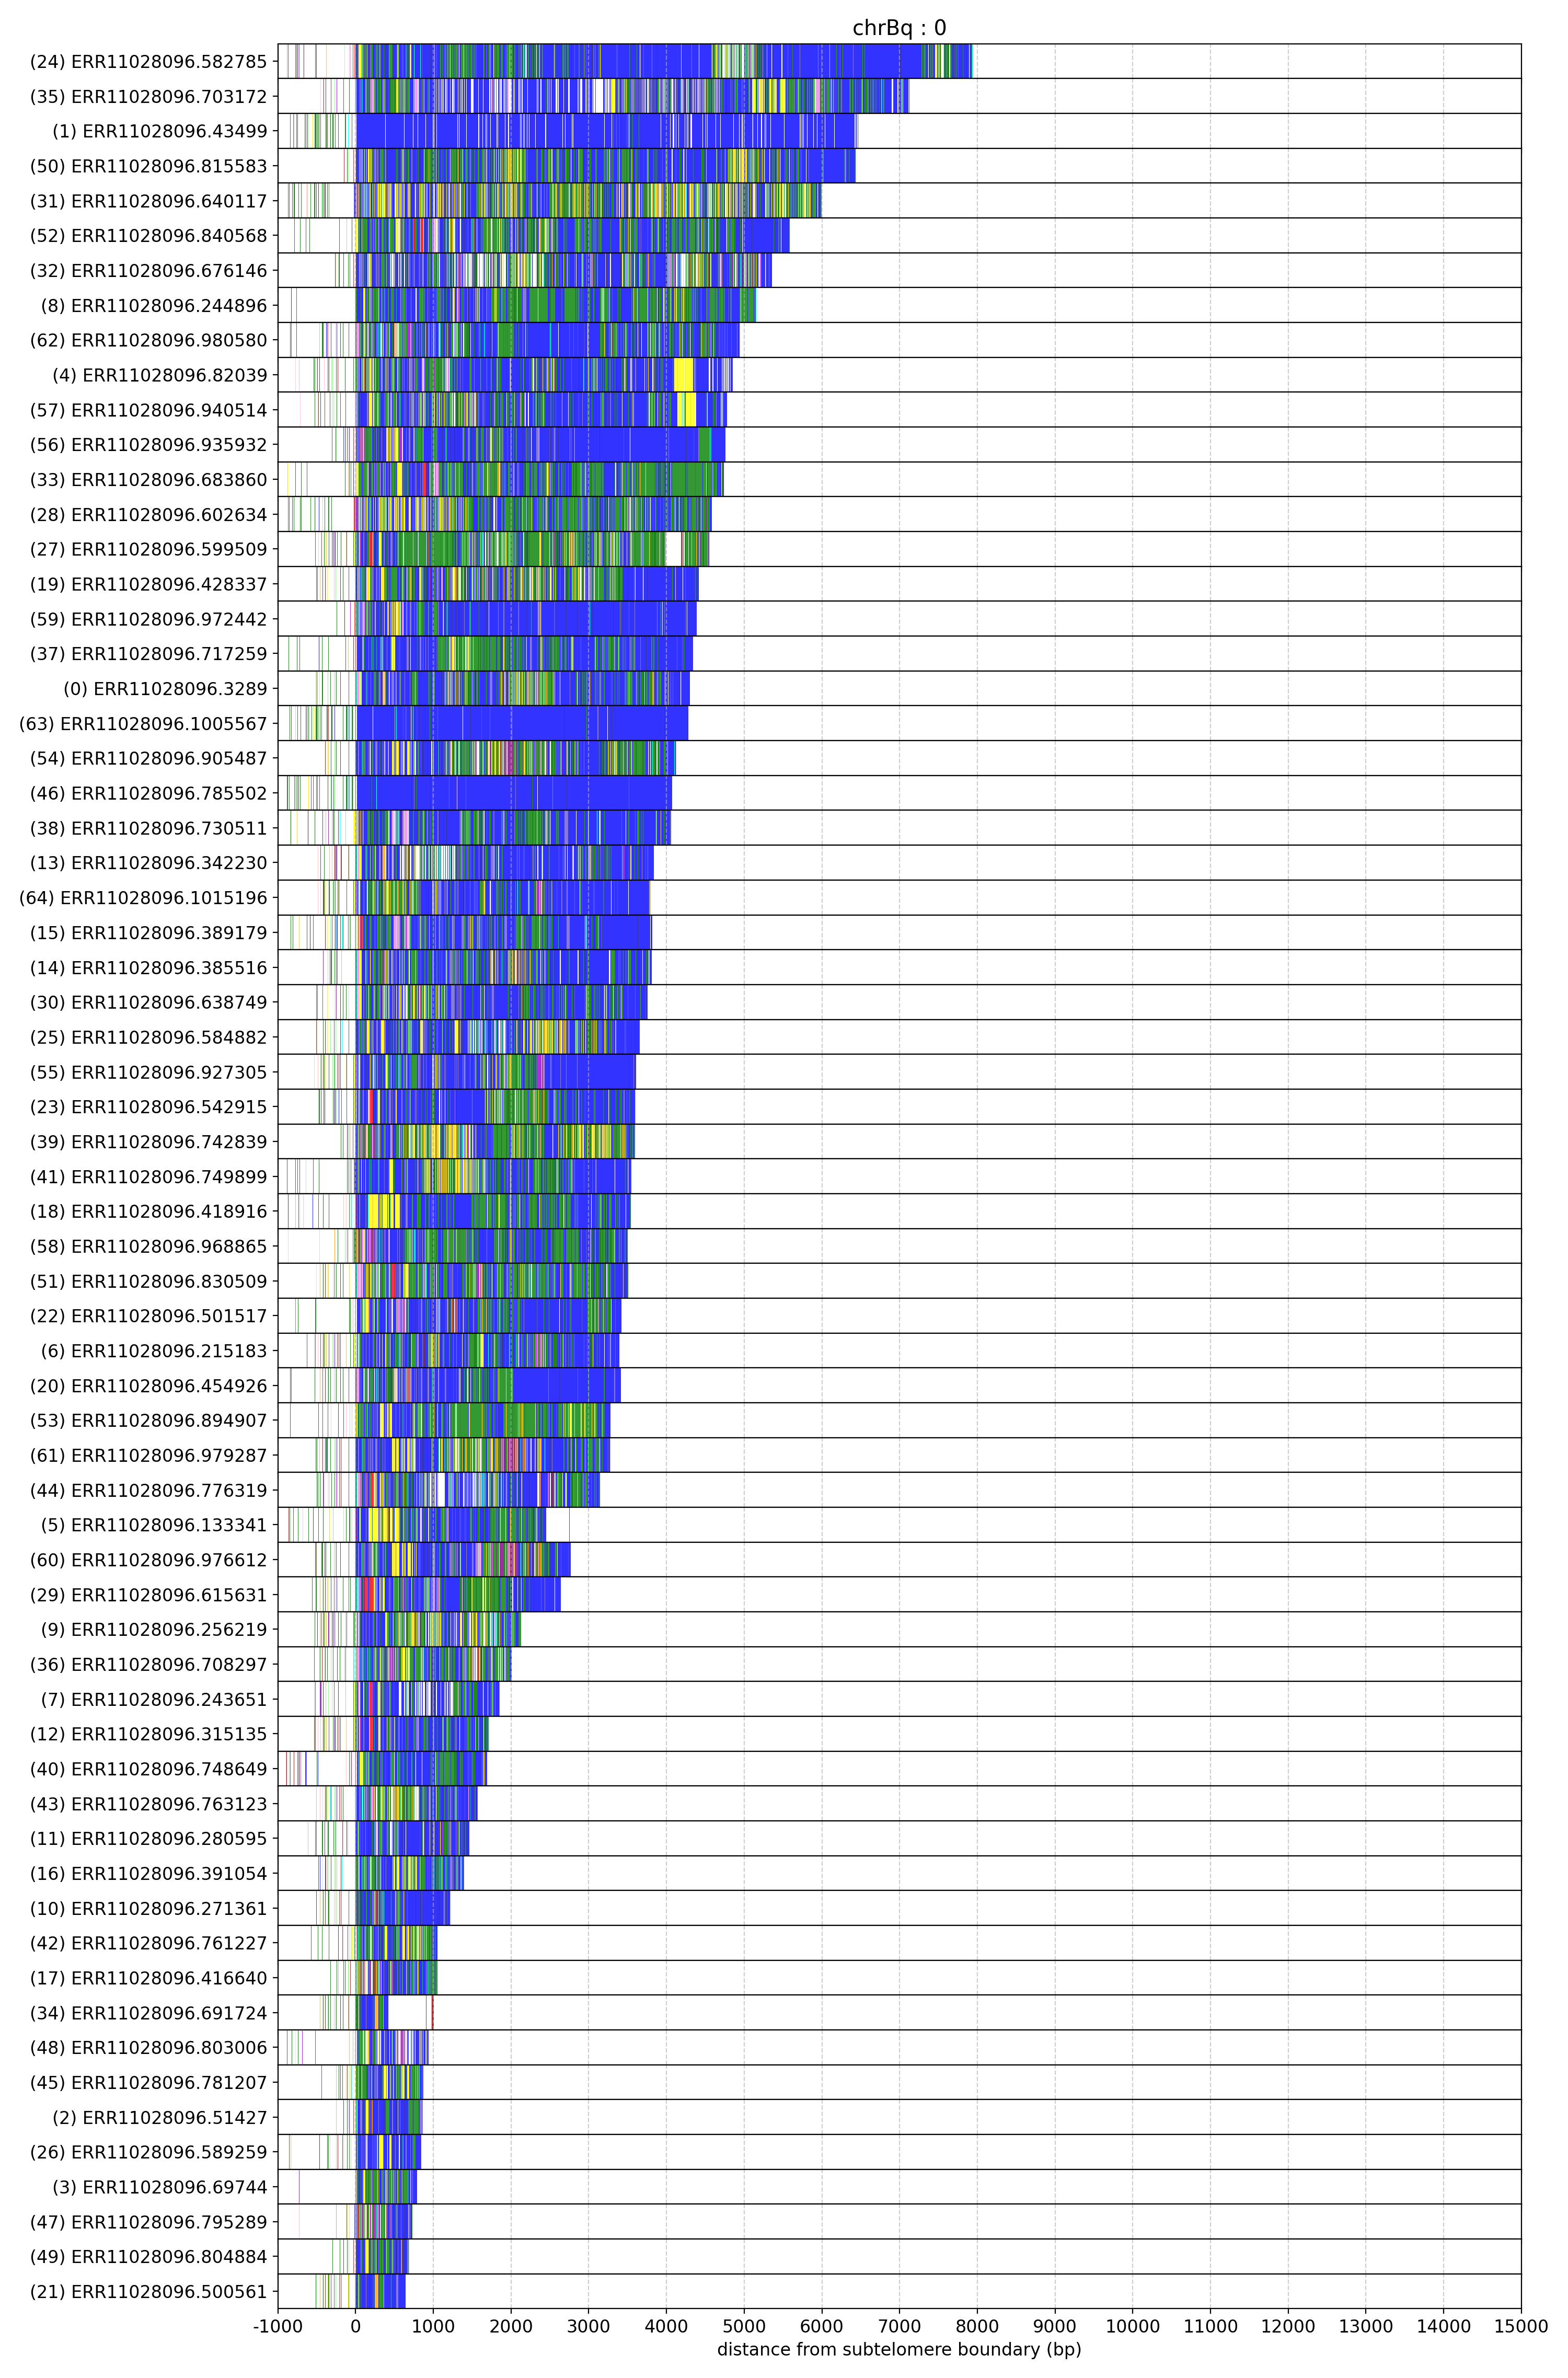 chrBq : 0
(24) ERR11028096.582785
(35) ERR11028096.703172
(1) ERR11028096.43499
(50) ERR11028096.815583
(31) ERR11028096.640117
(52) ERR11028096.840568
(32) ERR11028096.676146
(8) ERR11028096.244896
(62) ERR11028096.980580
(4) ERR11028096.82039
(57) ERR11028096.940514
(56) ERR11028096.935932
(33) ERR11028096.683860
(28) ERR11028096.602634
(27) ERR11028096.599509
(19) ERR11028096.428337
(59) ERR11028096.972442
(37) ERR11028096.717259
(0) ERR11028096.3289
(63) ERR11028096.1005567
(54) ERR11028096.905487
(46) ERR11028096.785502
(38) ERR11028096.730511
(13) ERR11028096.342230
(64) ERR11028096.1015196
(15) ERR11028096.389179
(14) ERR11028096.385516
(30) ERR11028096.638749
(25) ERR11028096.584882
(55) ERR11028096.927305
(23) ERR11028096.542915
(39) ERR11028096.742839
(41) ERR11028096.749899
(18) ERR11028096.418916
(58) ERR11028096.968865
(51) ERR11028096.830509
(22) ERR11028096.501517
(6) ERR11028096.215183
(20) ERR11028096.454926
(53) ERR11028096.894907
(61) ERR11028096.979287
(44) ERR11028096.776319
(5) ERR11028096.133341
(60) ERR11028096.976612
(29) ERR11028096.615631
(9) ERR11028096.256219
(36) ERR11028096.708297
(7) ERR11028096.243651
(12) ERR11028096.315135
(40) ERR11028096.748649
(43) ERR11028096.763123
(11) ERR11028096.280595
(16) ERR11028096.391054
(10) ERR11028096.271361
(42) ERR11028096.761227
(17) ERR11028096.416640
(34) ERR11028096.691724
(48) ERR11028096.803006
(45) ERR11028096.781207
(2) ERR11028096.51427
(26) ERR11028096.589259
(3) ERR11028096.69744
(47) ERR11028096.795289
(49) ERR11028096.804884
(21) ERR11028096.500561
-1000 0 1000 2000 3000 4000 5000 6000 7000 8000 9000 10000 11000 12000 13000 14000 15000
distance from subtelomere boundary (bp)